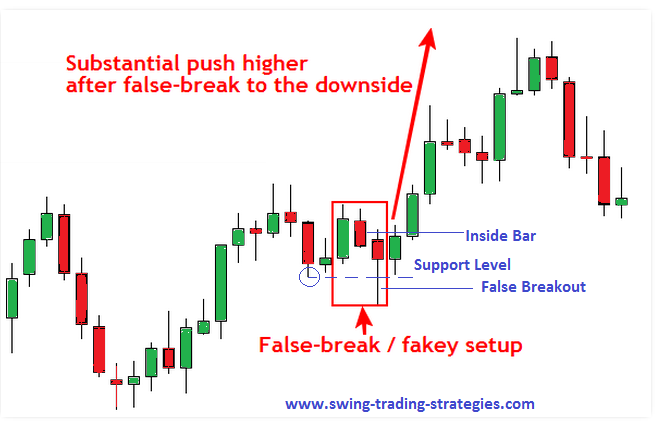 Substantial push higher
after false-break to the downside
Inside Bar
Support Level
False Breakout
False-break / fakey setup
www.swing-trading-strategies.com